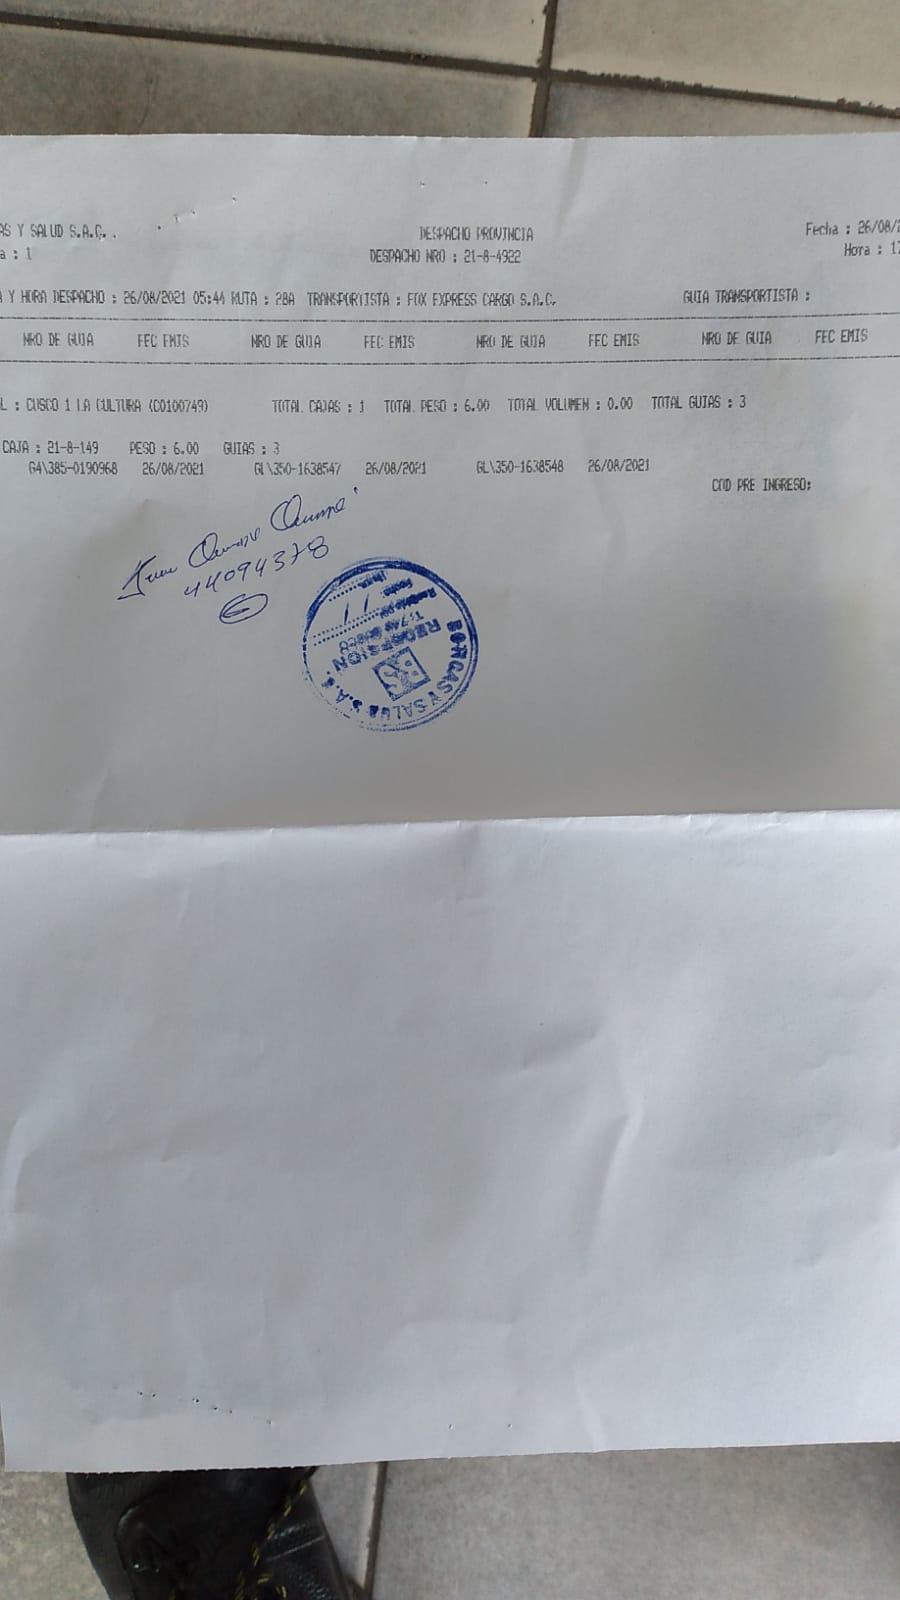 AS Y SALUD S.A.C.
DESPACHO PROVINCIA
Fecha : 26/08/2
a : 1
DESPACHO NRO : 21-8-4922
Hora : 17
A Y HORA DESPACHO : 26/08/2021 05:44 RUTA : 28A TRANSPORTISTA : FOX EXPRESS CARGO S.A.C.
GUIA TRANSPORTISTA :
NRO DE GUIA FEC EMIS NRO DE GUIA FEC EMIS NRO DE GUIA FEC EMIS NRO DE GUIA FEC EMIS
L : CUSCO 1 LA CULTURA (C0100749) TOTAL CAJAS : 1 TOTAL PESO : 6.00 TOTAL VOLUMEN : 0.00 TOTAL GUIAS : 3
CAJA : 21-8-149 PESO : 6.00 GUIAS : 3
G4\385-0190968 26/08/2021 GL\350-1638547 26/08/2021 GL\350-1638548 26/08/2021
COD PRE INGRESO:
44094378
BOTICAS Y SALUD S.A.C.
BS
RECEPSION